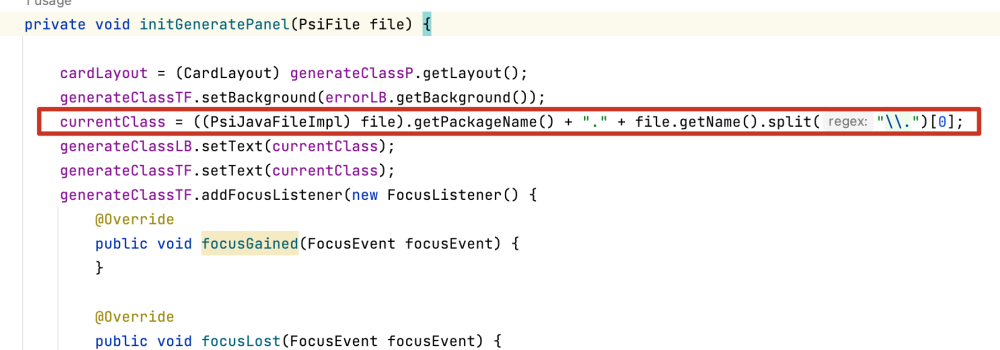 1 usage
private void initGeneratePanel(PsiFile file) {
cardLayout = (CardLayout) generateClassP.getLayout();
generateClassTF.setBackground(errorLB.getBackground());
currentClass = ((PsiJavaFileImpl) file).getPackageName() + "." + file.getName().split( regex: "\\.")[0];
generateClassLB.setText(currentClass);
generateClassTF.setText(currentClass);
generateClassTF.addFocusListener(new FocusListener() {
@Override
public void focusGained(FocusEvent focusEvent) {
}
@Override
public void focusLost(FocusEvent focusEvent) {